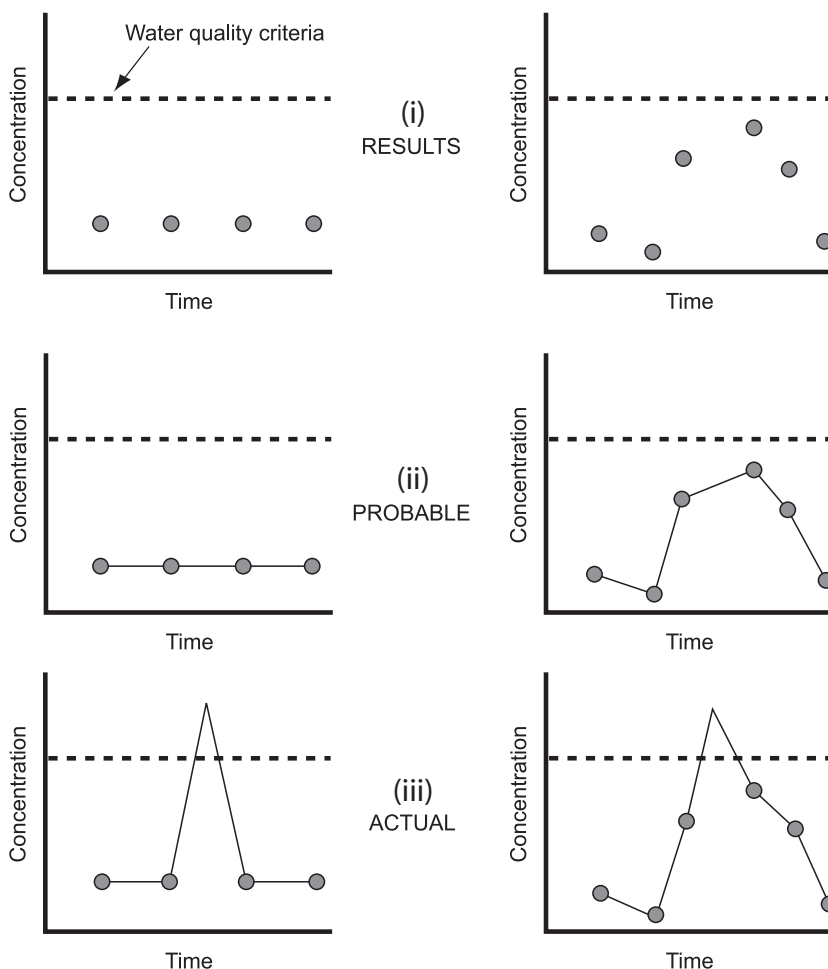 Water quality criteria
Concentration
Time
(i)
RESULTS
Concentration
Time
Concentration
Time
(ii)
PROBABLE
Concentration
Time
Concentration
Time
(iii)
ACTUAL
Concentration
Time